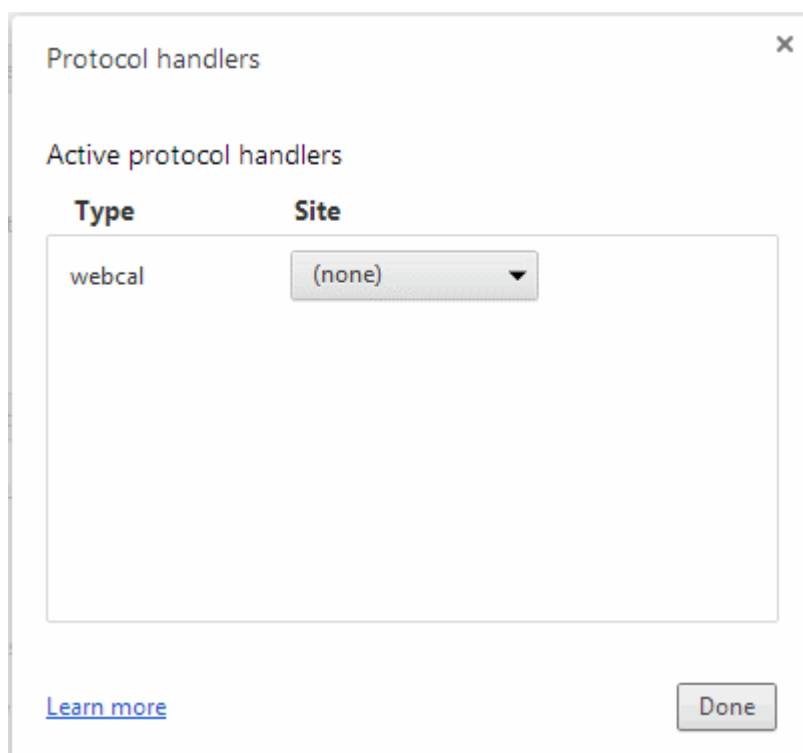 Protocol handlers
Active protocol handlers
Type Site
webcal (none)
Learn more Done